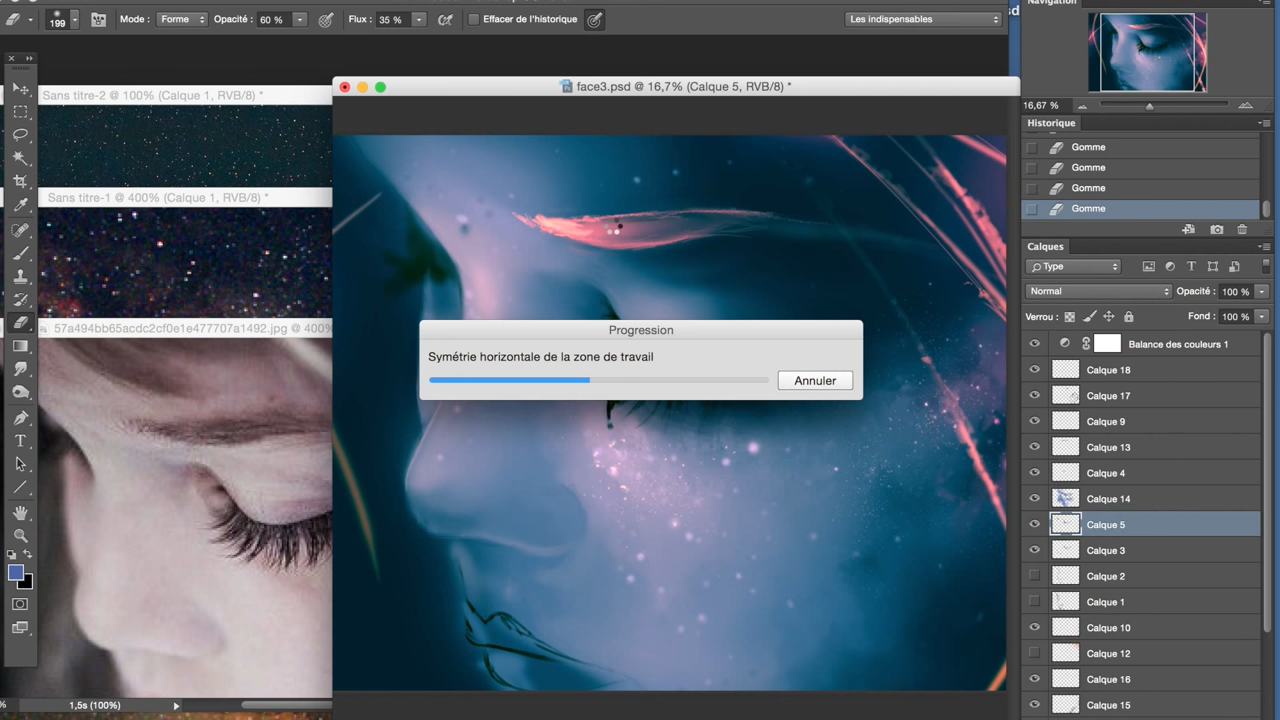 199
Mode : Forme
Opacité : 60 %
Flux : 35 %
Effacer de l'historique
Les indispensables
sd
Navigation
Sans titre-2 @ 100% (Calque 1, RVB/8) *
Sans titre-1 @ 400% (Calque 1, RVB/8) *
57a494bb65acdc2cf0e1e477707a1492.jpg @ 400%
face3.psd @ 16,7% (Calque 5, RVB/8) *
Progression
Symétrie horizontale de la zone de travail
Annuler
%
1,5s (100%)
16,67 %
Historique
Gomme
Gomme
Gomme
Gomme
Calques
Type
Normal
Opacité : 100 %
Verrou :
Fond : 100 %
Balance des couleurs 1
Calque 18
Calque 17
Calque 9
Calque 13
Calque 4
Calque 14
Calque 5
Calque 3
Calque 2
Calque 1
Calque 10
Calque 12
Calque 16
Calque 15